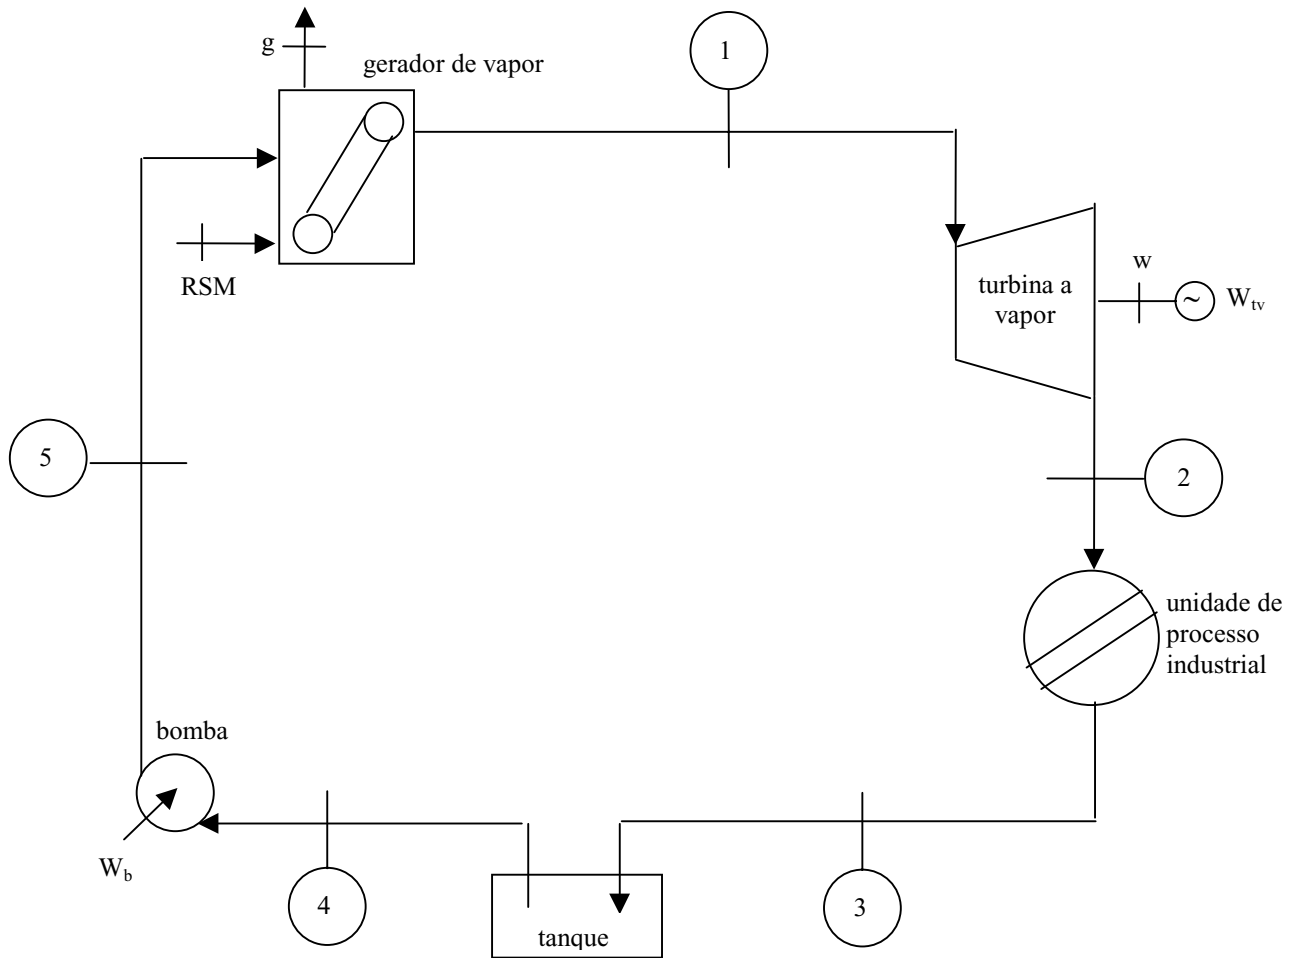 g
gerador de vapor
1
RSM
turbina a
vapor
w
~
W_tv
5
2
unidade de
processo
industrial
bomba
W_b
4
tanque
3